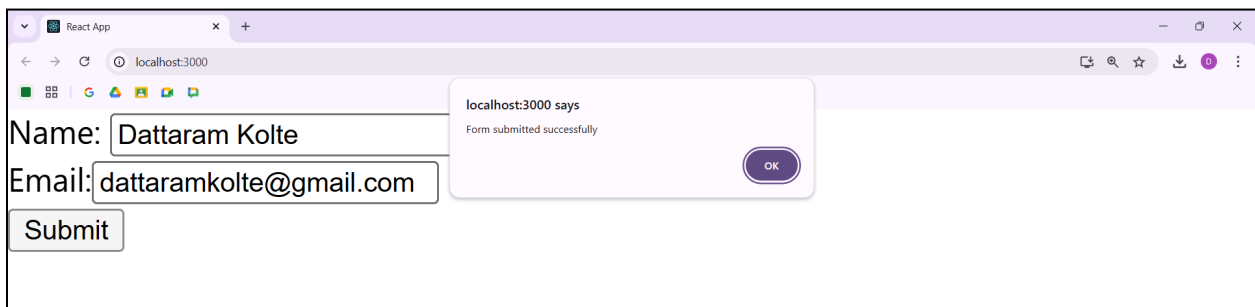 React App
localhost:3000
D
G
localhost:3000 says
Form submitted successfully
OK
Name: Dattaram Kolte
Email: dattaramkolte@gmail.com
Submit